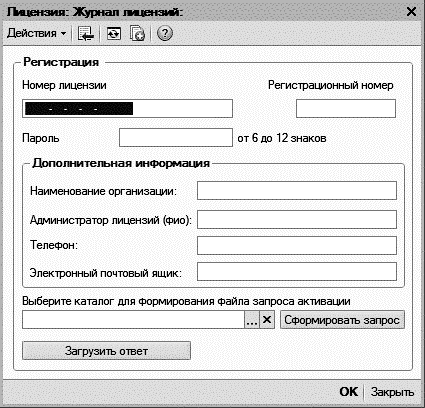 Лицензия: Журнал лицензий:
Действия
Регистрация
Номер лицензии Регистрационный номер
- - - -
Пароль от 6 до 12 знаков
Дополнительная информация
Наименование организации:
Администратор лицензий (фио):
Телефон:
Электронный почтовый ящик:
Выберите каталог для формирования файла запроса активации
... Сформировать запрос
Загрузить ответ
OK Закрыть